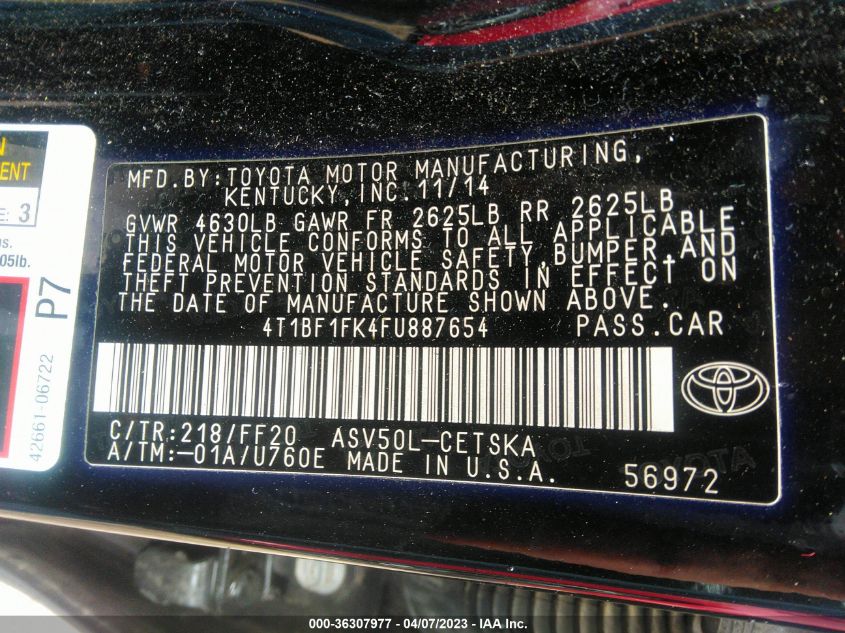 MFD. BY: TOYOTA MOTOR MANUFACTURING,
KENTUCKY, INC. 11/14
GVWR 4630LB GAWR FR 2625LB RR 2625LB
THIS VEHICLE CONFORMS TO ALL APPLICABLE
FEDERAL MOTOR VEHICLE SAFETY, BUMPER, AND
THEFT PREVENTION STANDARDS IN EFFECT ON
THE DATE OF MANUFACTURE SHOWN ABOVE.
4T1BF1FK4FU887654 PASS. CAR
C/TR: 218/FF20 ASV50L-CETSKA
A/TM: -01A/U760E MADE IN U.S.A.
56972
3
05lb.
P7
42661-06722
000-36307977 - 04/07/2023 - © IAA Inc.